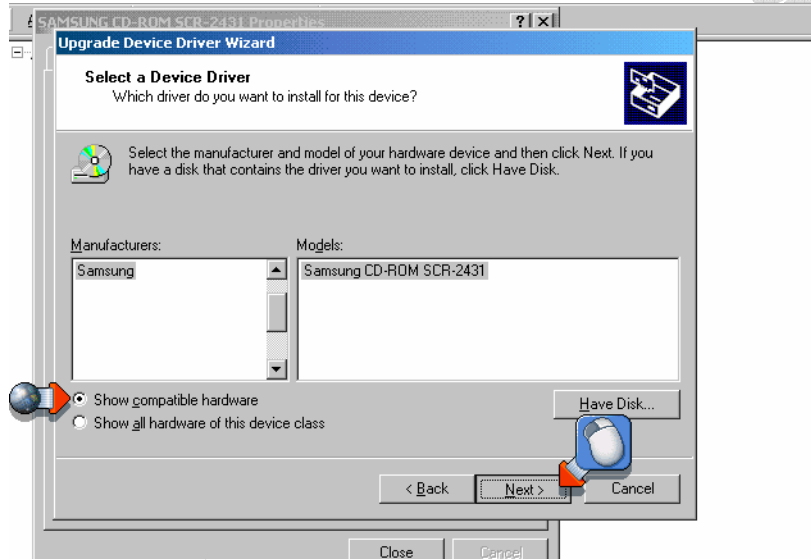 SAMSUNG CD-ROM SCR-2431 Properties
Upgrade Device Driver Wizard
Select a Device Driver
Which driver do you want to install for this device?
Select the manufacturer and model of your hardware device and then click Next. If you
have a disk that contains the driver you want to install, click Have Disk.
Manufacturers:
Models:
Samsung
Samsung CD-ROM SCR-2431
Show compatible hardware
Show all hardware of this device class
Have Disk...
< Back
Next >
Cancel
Close
Cancel